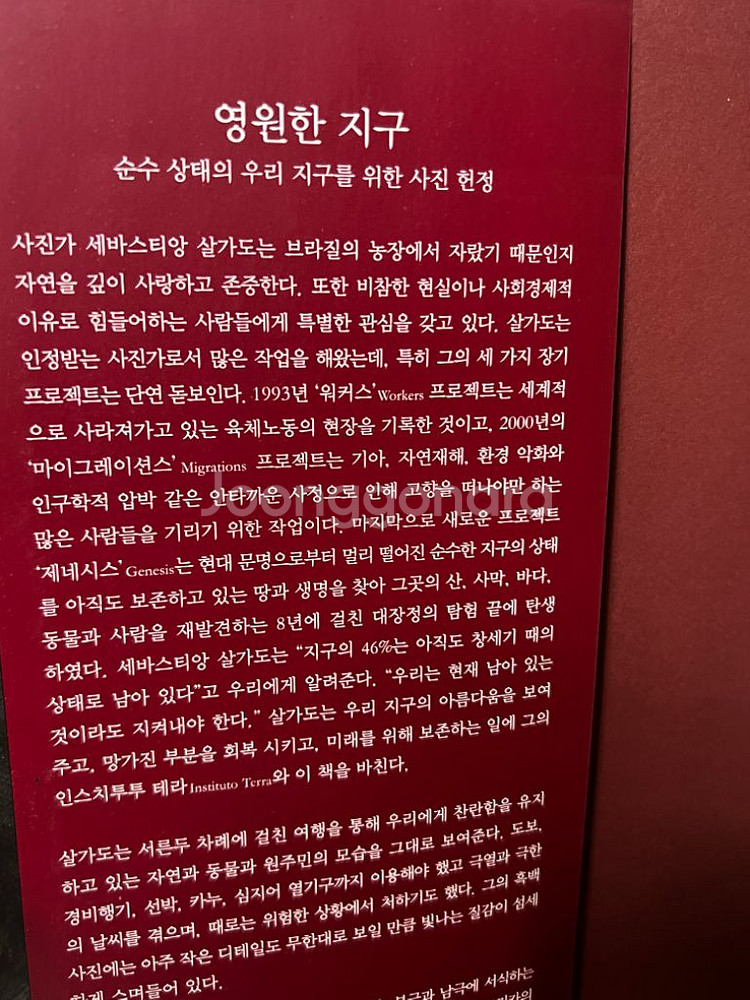 영원한 지구
순수 상태의 우리 지구를 위한 사진 헌정
사진가 세바스티앙 살가도는 브라질의 농장에서 자랐기 때문인지
자연을 깊이 사랑하고 존중한다. 또한 비참한 현실이나 사회경제적
이유로 힘들어하는 사람들에게 특별한 관심을 갖고 있다. 살가도는
인정받는 사진가로서 많은 작업을 해왔는데, 특히 그의 세 가지 장기
프로젝트는 단연 돋보인다. 1993년 ‘워커스’Workers 프로젝트는 세계적
으로 사라져가고 있는 육체노동의 현장을 기록한 것이고, 2000년의
‘마이그레이션스’Migrations 프로젝트는 기아, 자연재해, 환경 악화와
인구학적 압박 같은 안타까운 사정으로 인해 고향을 떠나야만 하는
많은 사람들을 기리기 위한 작업이다. 마지막으로 새로운 프로젝트
‘제네시스’Genesis는 현대 문명으로부터 멀리 떨어진 순수한 지구의 상태
를 아직도 보존하고 있는 땅과 생명을 찾아 그곳의 산, 사막, 바다,
동물과 사람을 재발견하는 8년에 걸친 대장정의 탐험 끝에 탄생
하였다. 세바스티앙 살가도는 “지구의 46%는 아직도 창세기 때의
상태로 남아 있다”고 우리에게 알려준다. “우리는 현재 남아 있는
것이라도 지켜내야 한다.” 살가도는 우리 지구의 아름다움을 보여
주고, 망가진 부분을 회복 시키고, 미래를 위해 보존하는 일에 그의
인스치투투 테라Instituto Terra와 이 책을 바친다.
살가도는 서른두 차례에 걸친 여행을 통해 우리에게 찬란함을 유지
하고 있는 자연과 동물과 원주민의 모습을 그대로 보여준다. 도보,
경비행기, 선박, 카누, 심지어 열기구까지 이용해야 했고 극열과 극한
의 날씨를 겪으며, 때로는 위험한 상황에서 처하기도 했다. 그의 흑백
사진에는 아주 작은 디테일도 무한대로 보일 만큼 빛나는 질감이 섬세
하게 스며들어 있다.
남극에 서식하는
Joonggonara